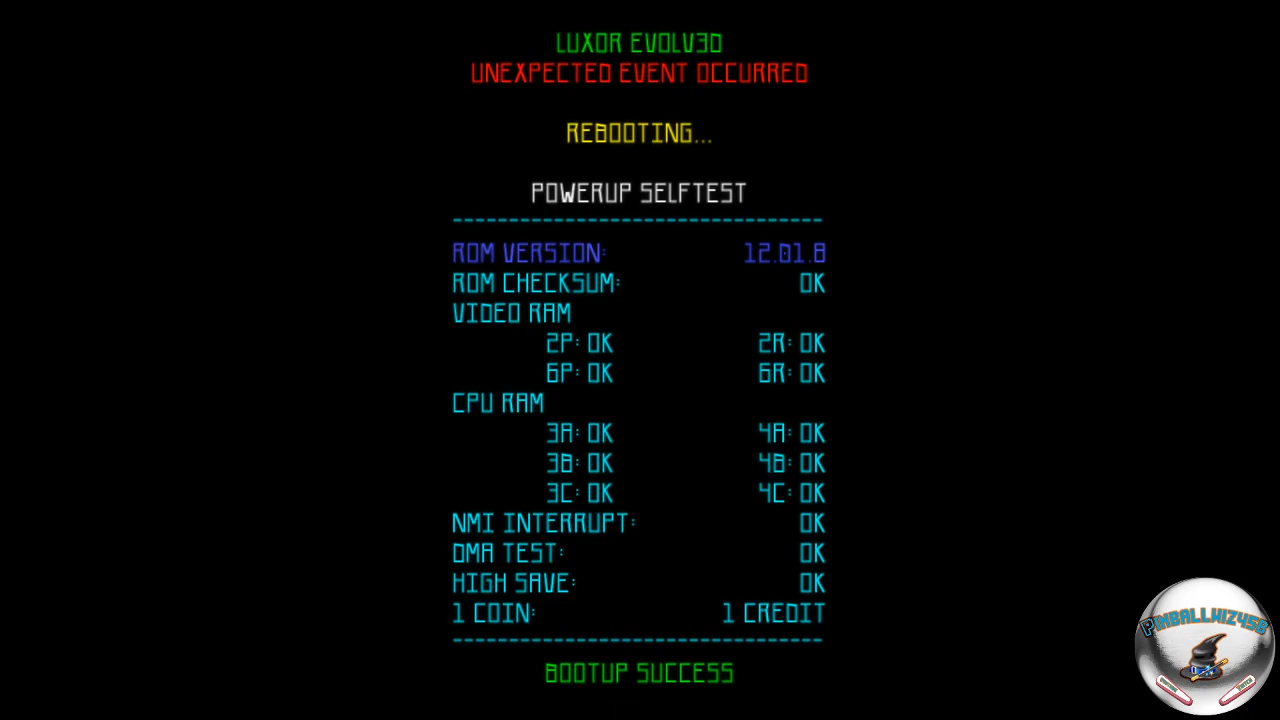 LUXOR EVOLV3D
UNEXPECTED EVENT OCCURRED
REBOOTING...
POWERUP SELFTEST
---------------------------------
ROM VERSION: 12.01.8
ROM CHECKSUM: OK
VIDEO RAM
2P: OK 2R: OK
6P: OK 6R: OK
CPU RAM
3A: OK 4A: OK
3B: OK 4B: OK
3C: OK 4C: OK
NMI INTERRUPT: OK
DMA TEST: OK
HIGH SAVE: OK
1 COIN: 1 CREDIT
---------------------------------
BOOTUP SUCCESS
PINBALLWIZ45B